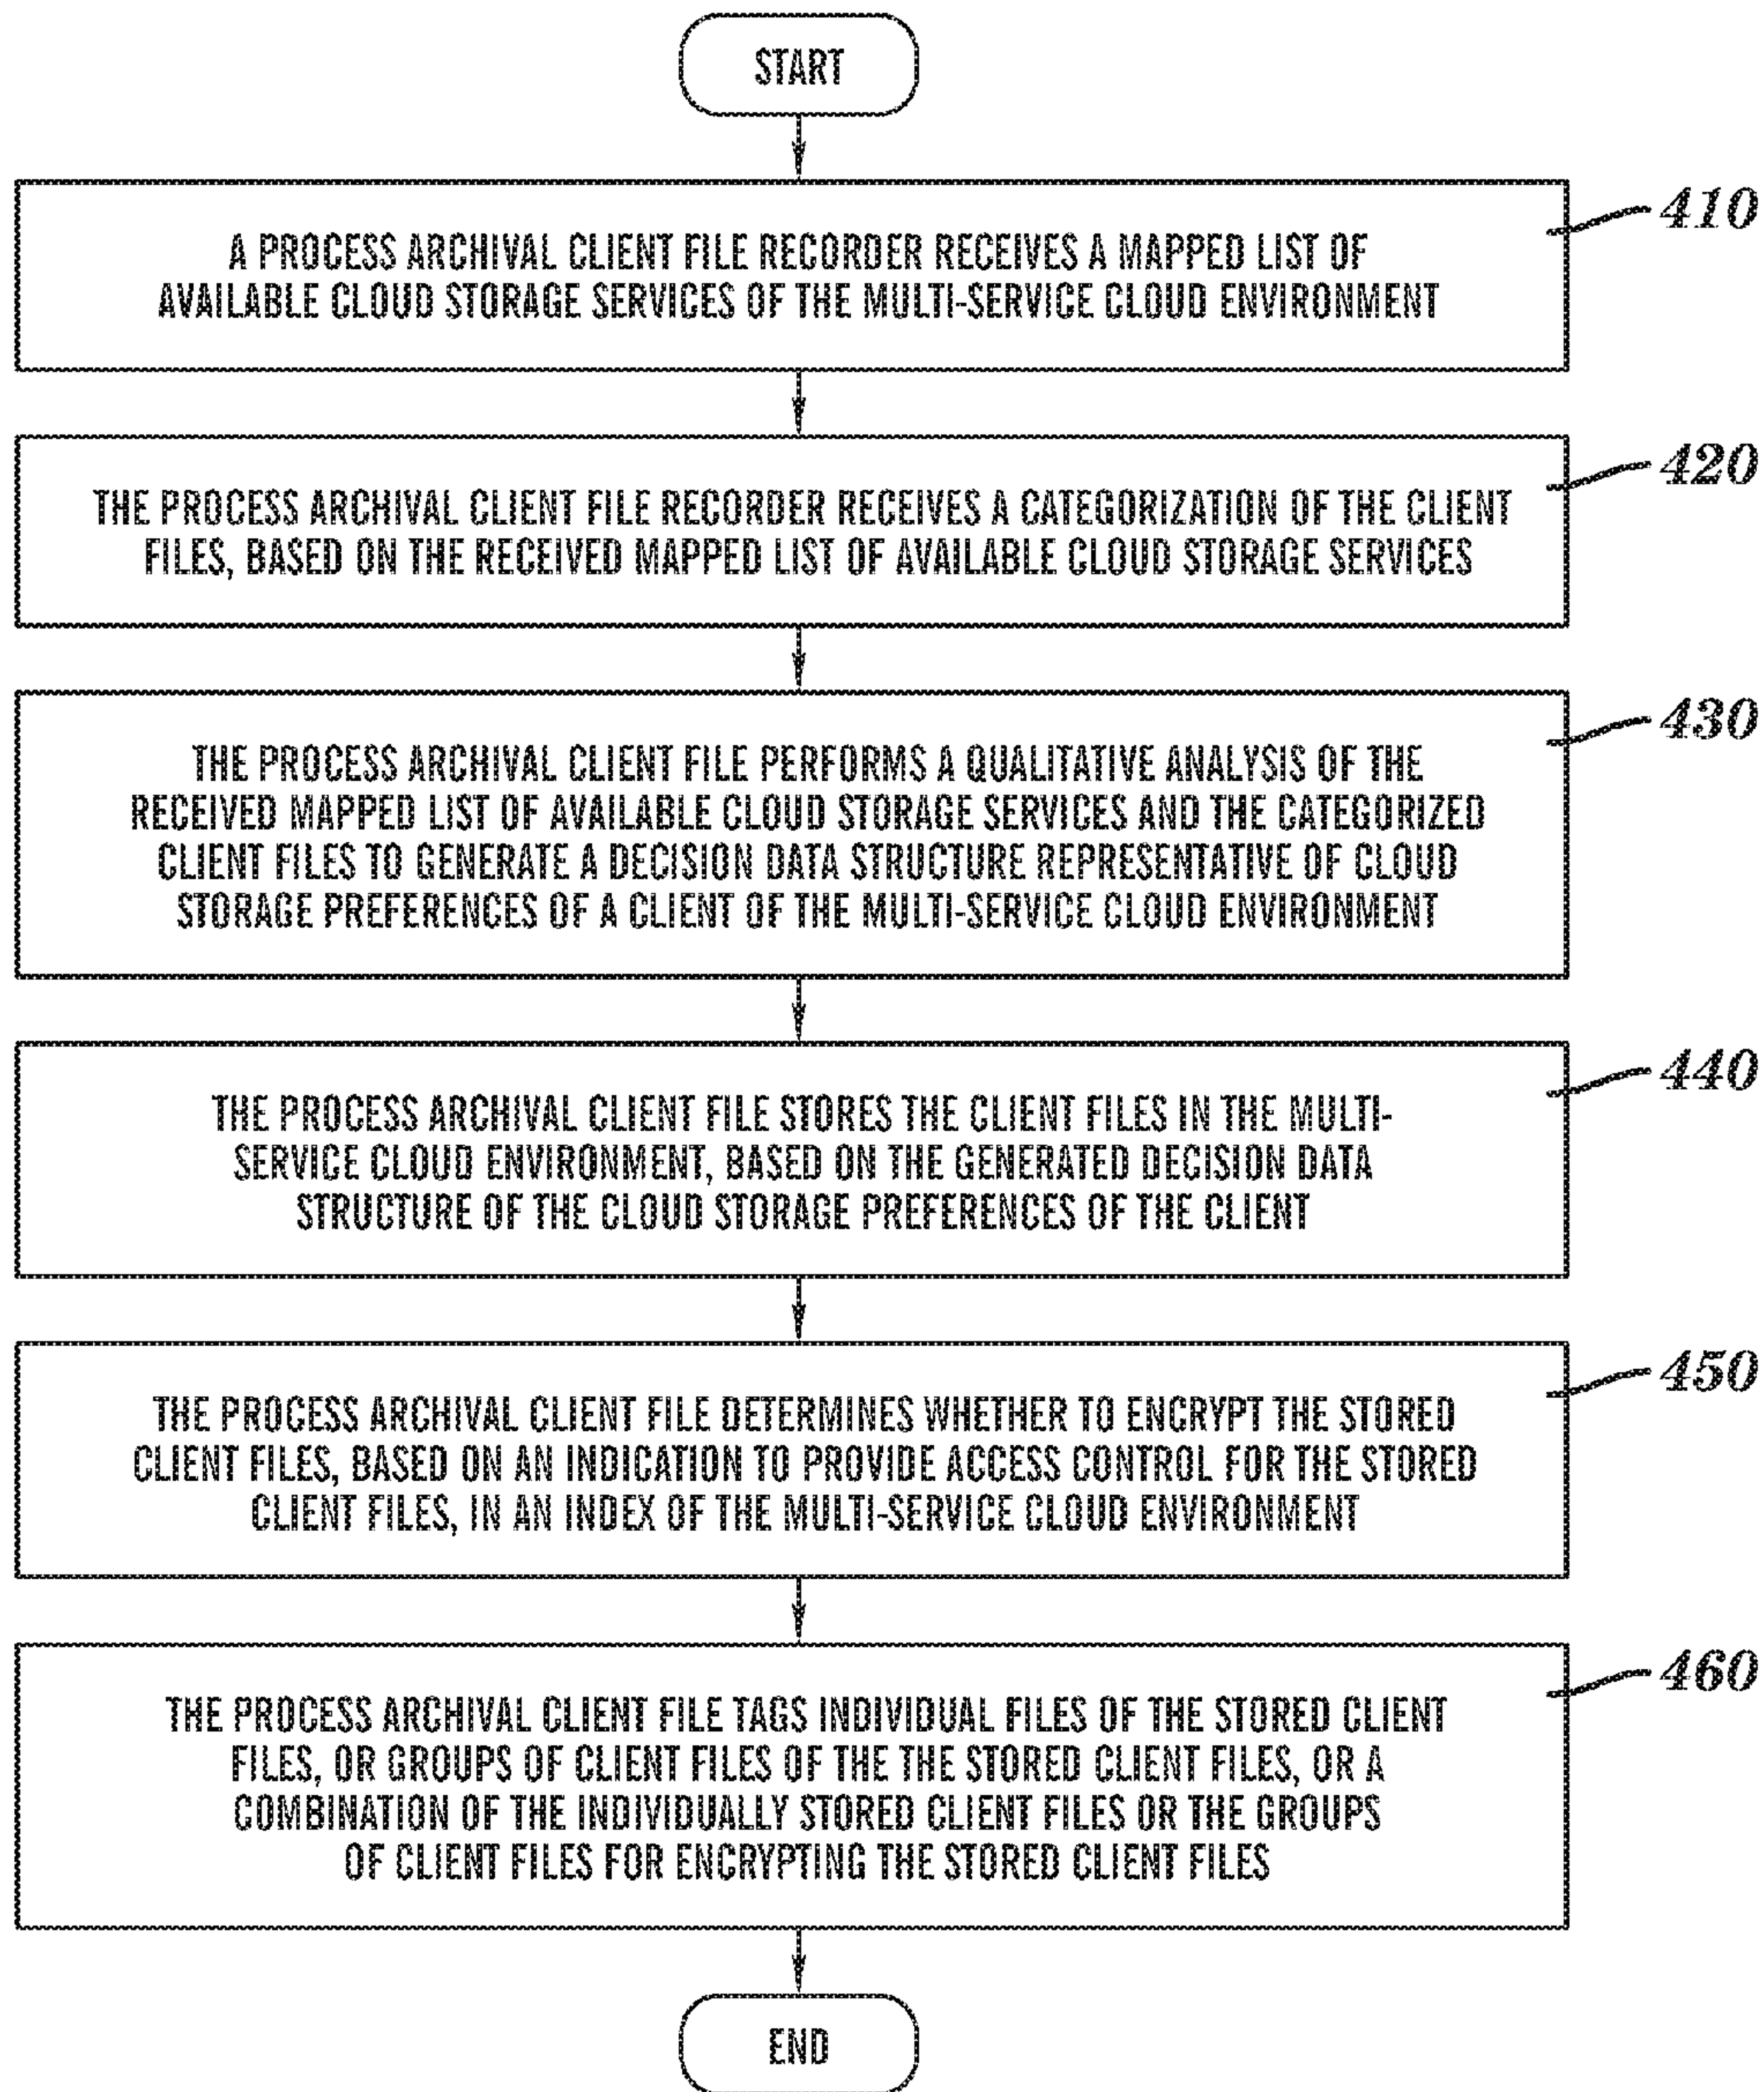 START
410
A PROCESS ARCHIVAL CLIENT FILE RECORDER RECEIVES A MAPPED LIST OF
AVAILABLE CLOUD STORAGE SERVICES OF THE MULTI-SERVICE CLOUD ENVIRONMENT
420
THE PROCESS ARCHIVAL CLIENT FILE RECORDER RECEIVES A CATEGORIZATION OF THE CLIENT
FILES, BASED ON THE RECEIVED MAPPED LIST OF AVAILABLE CLOUD STORAGE SERVICES
430
THE PROCESS ARCHIVAL CLIENT FILE PERFORMS A QUALITATIVE ANALYSIS OF THE
RECEIVED MAPPED LIST OF AVAILABLE CLOUD STORAGE SERVICES AND THE CATEGORIZED
CLIENT FILES TO GENERATE A DECISION DATA STRUCTURE REPRESENTATIVE OF CLOUD
STORAGE PREFERENCES OF A CLIENT OF THE MULTI-SERVICE CLOUD ENVIRONMENT
440
THE PROCESS ARCHIVAL CLIENT FILE STORES THE CLIENT FILES IN THE MULTI-
SERVICE CLOUD ENVIRONMENT, BASED ON THE GENERATED DECISION DATA
STRUCTURE OF THE CLOUD STORAGE PREFERENCES OF THE CLIENT
450
THE PROCESS ARCHIVAL CLIENT FILE DETERMINES WHETHER TO ENCRYPT THE STORED
CLIENT FILES, BASED ON AN INDICATION TO PROVIDE ACCESS CONTROL FOR THE STORED
CLIENT FILES, IN AN INDEX OF THE MULTI-SERVICE CLOUD ENVIRONMENT
460
THE PROCESS ARCHIVAL CLIENT FILE TAGS INDIVIDUAL FILES OF THE STORED CLIENT
FILES, OR GROUPS OF CLIENT FILES OF THE THE STORED CLIENT FILES, OR A
COMBINATION OF THE INDIVIDUALLY STORED CLIENT FILES OR THE GROUPS
OF CLIENT FILES FOR ENCRYPTING THE STORED CLIENT FILES
END